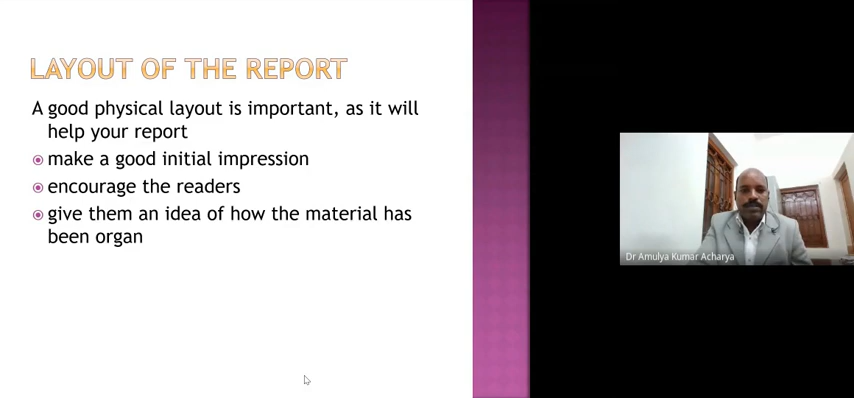 LAYOUT OF THE REPORT
A good physical layout is important, as it will
help your report
make a good initial impression
encourage the readers
give them an idea of how the material has
been organ
Dr Amulya Kumar Acharya